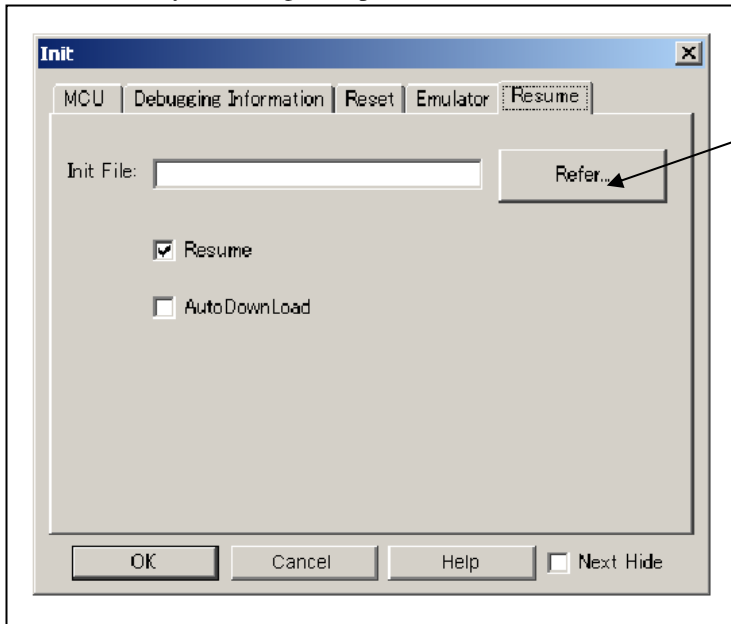 Init
MCU Debugging Information Reset Emulator Resume
Init File: Refer...
Resume
AutoDownLoad
OK Cancel Help Next Hide